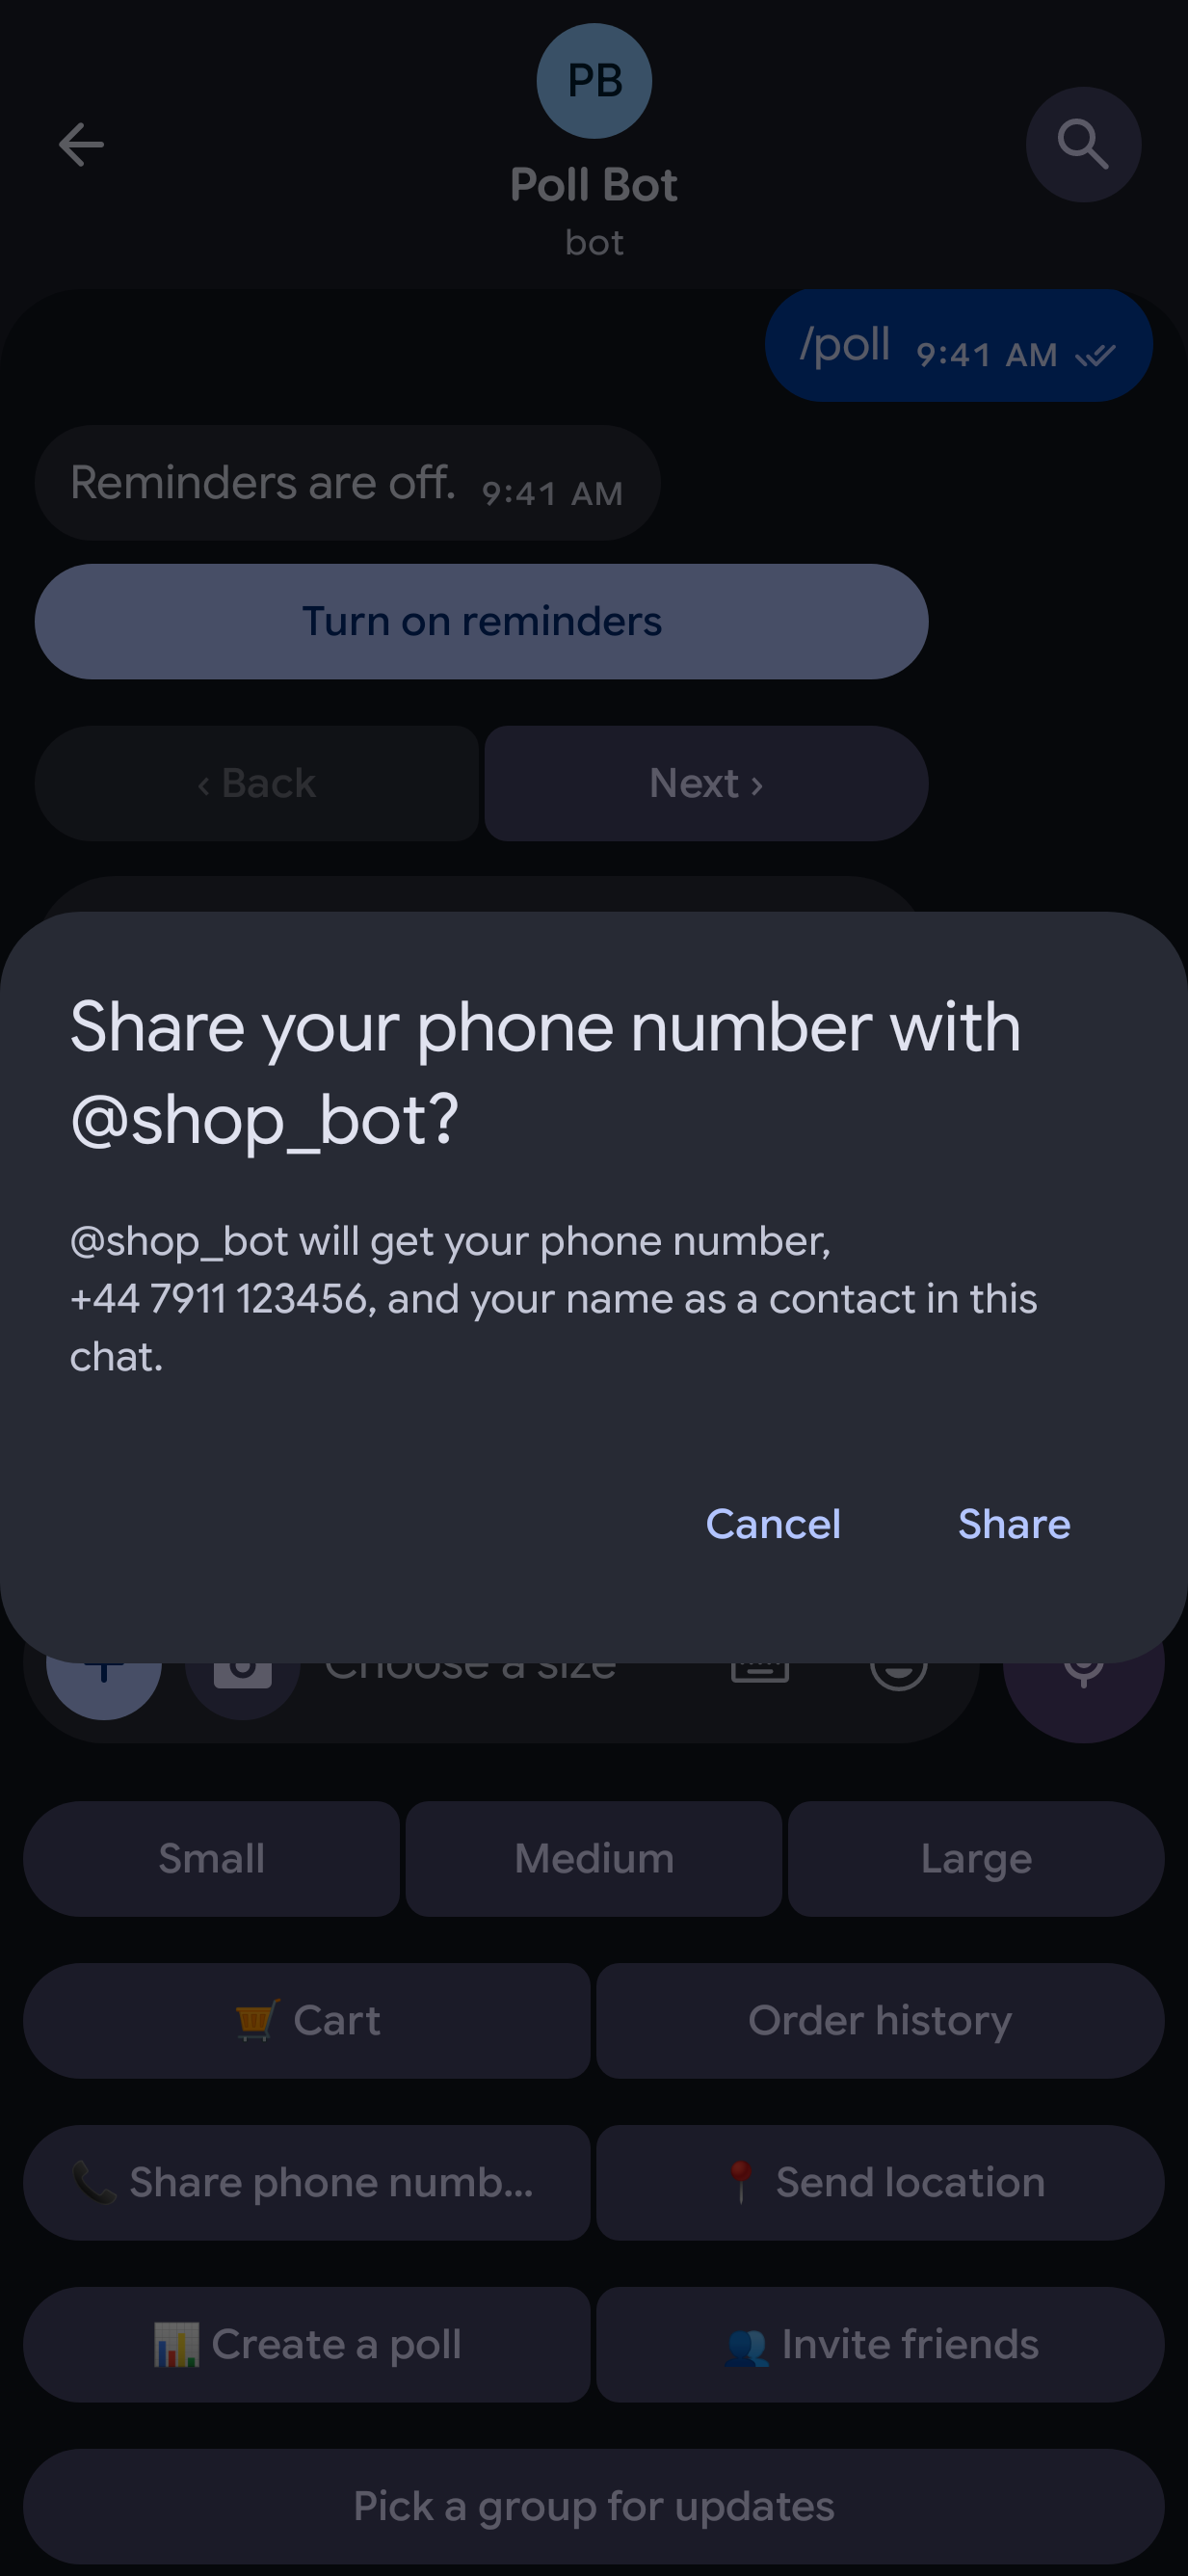 PB
Poll Bot
bot
/poll 9:41 AM
Reminders are off. 9:41 AM
Turn on reminders
‹ Back
Next ›
Share your phone number with
@shop_bot?
@shop_bot will get your phone number,
+44 7911 123456, and your name as a contact in this
chat.
Cancel
Share
Choose a size
Small
Medium
Large
🛒 Cart
Order history
📞 Share phone numb...
📍 Send location
📊 Create a poll
👥 Invite friends
Pick a group for updates